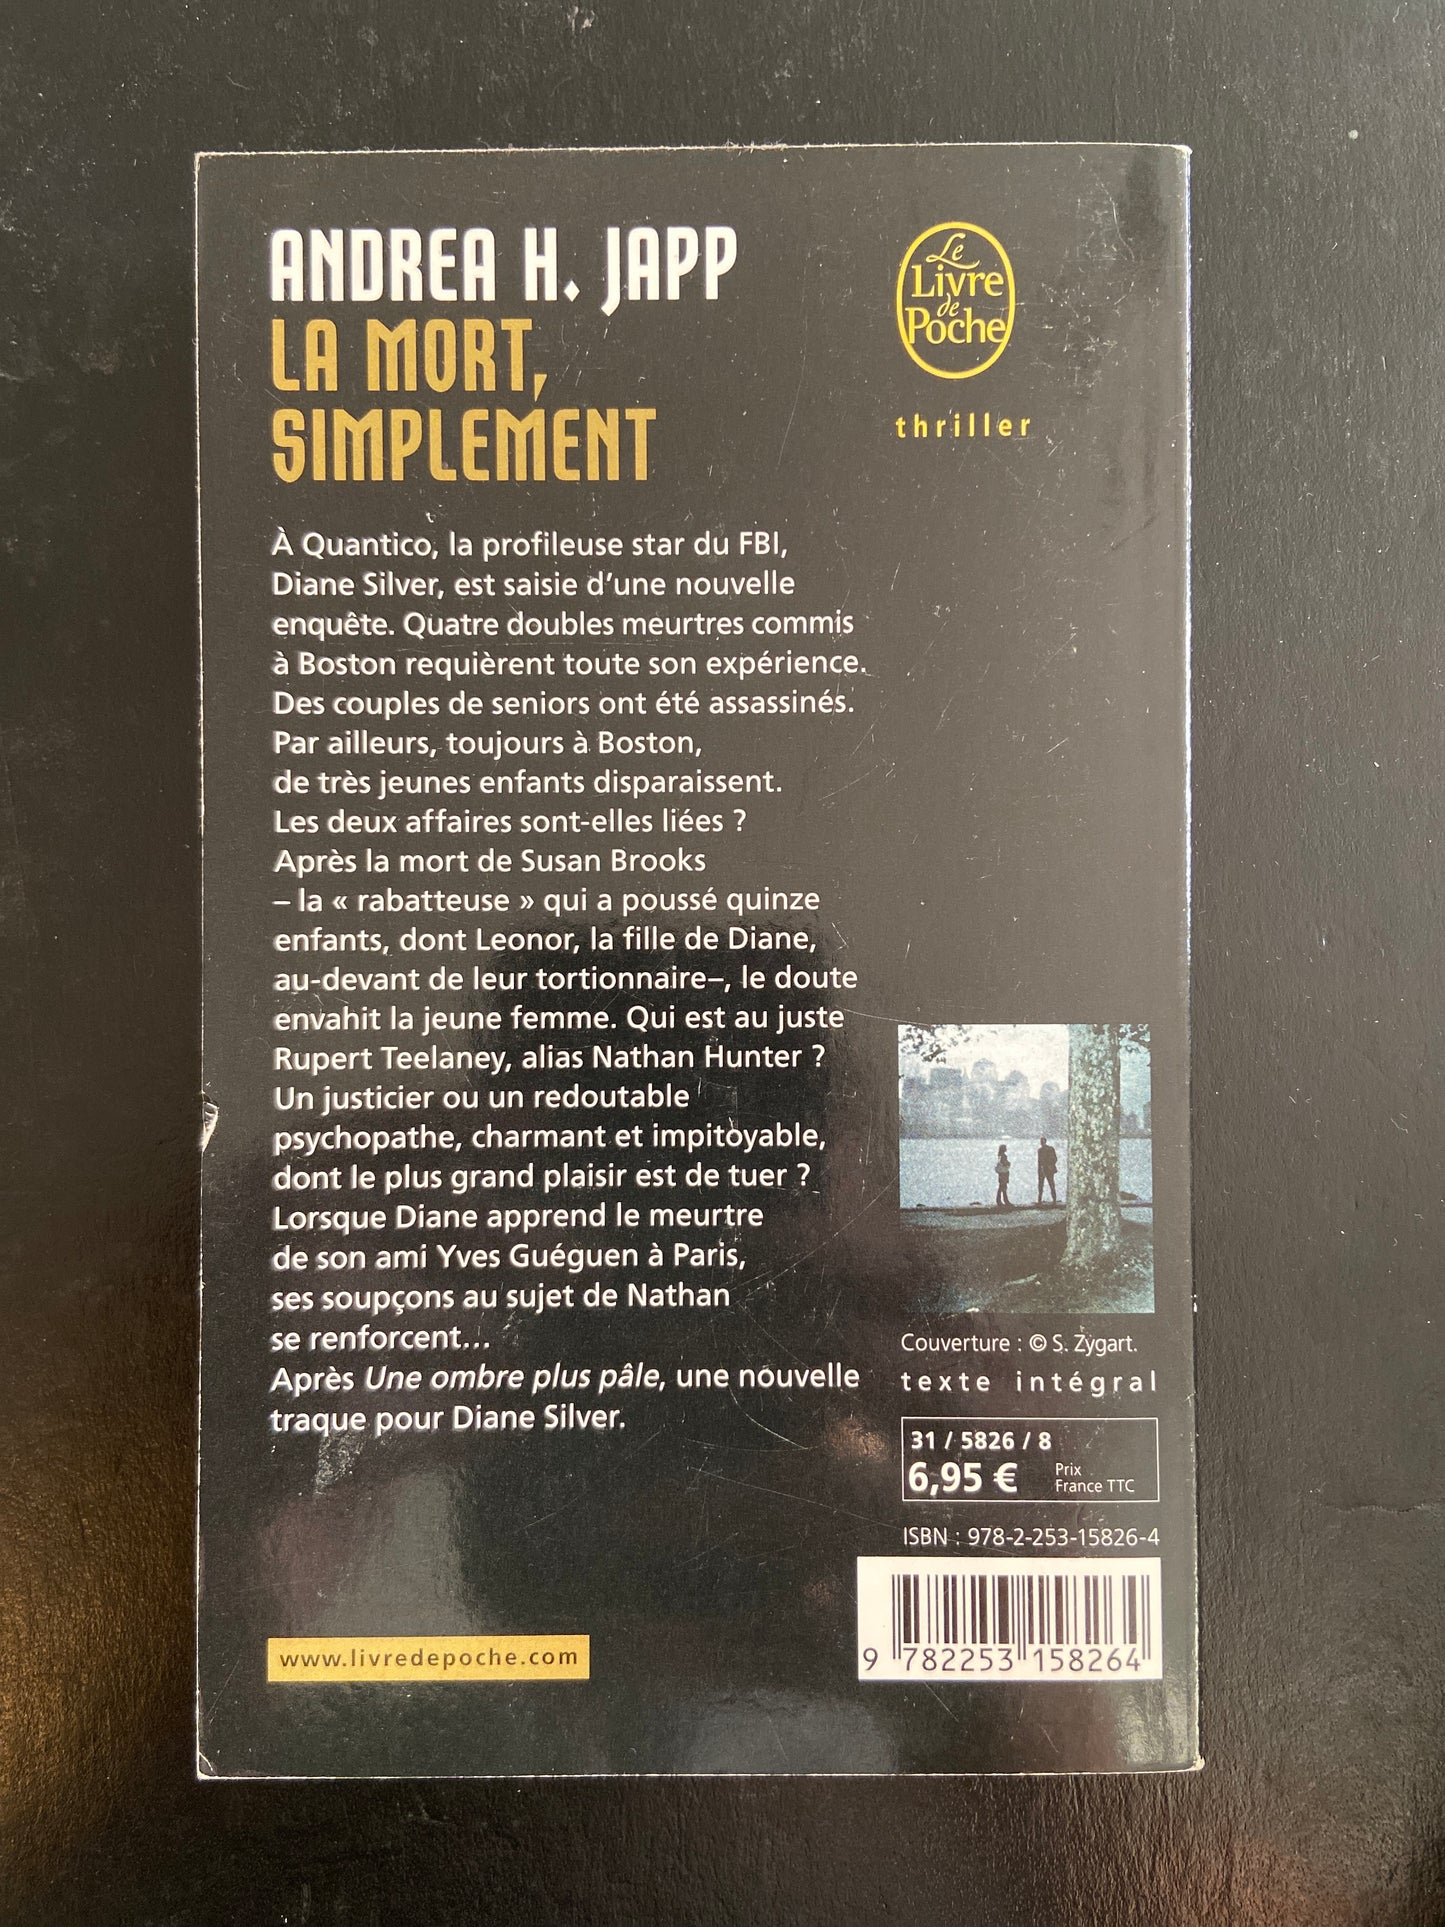 ANDREA H. JAPP
LA MORT,
SIMPLEMENT
Le
Livre
de
Poche
thriller
À Quantico, la profileuse star du FBI,
Diane Silver, est saisie d'une nouvelle
enquête. Quatre doubles meurtres commis
à Boston requièrent toute son expérience.
Des couples de seniors ont été assassinés.
Par ailleurs, toujours à Boston,
de très jeunes enfants disparaissent.
Les deux affaires sont-elles liées ?
Après la mort de Susan Brooks
– la « rabatteuse » qui a poussé quinze
enfants, dont Leonor, la fille de Diane,
au-devant de leur tortionnaire–, le doute
envahit la jeune femme. Qui est au juste
Rupert Teelaney, alias Nathan Hunter ?
Un justicier ou un redoutable
psychopathe, charmant et impitoyable,
dont le plus grand plaisir est de tuer ?
Lorsque Diane apprend le meurtre
de son ami Yves Guéguen à Paris,
ses soupçons au sujet de Nathan
se renforcent...
Après Une ombre plus pâle, une nouvelle
traque pour Diane Silver.
Couverture : © S. Zygart.
texte intégral
31 / 5826 / 8
6,95 € Prix
France TTC
ISBN : 978-2-253-15826-4
9 782253 158264
www.livredepoche.com